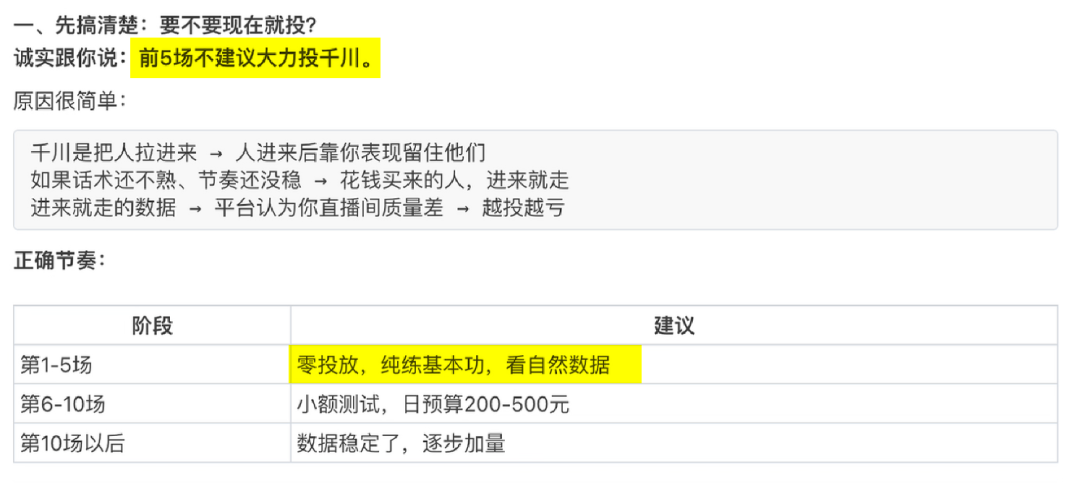 一、先搞清楚：要不要现在就投？
诚实跟你说：前5场不建议大力投千川。
原因很简单：
千川是把人拉进来 → 人进来后靠你表现留住他们
如果话术还不熟、节奏还没稳 → 花钱买来的人，进来就走
进来就走的数据 → 平台认为你直播间质量差 → 越投越亏
正确节奏：
阶段 建议
第1-5场 零投放，纯练基本功，看自然数据
第6-10场 小额测试，日预算200-500元
第10场以后 数据稳定了，逐步加量